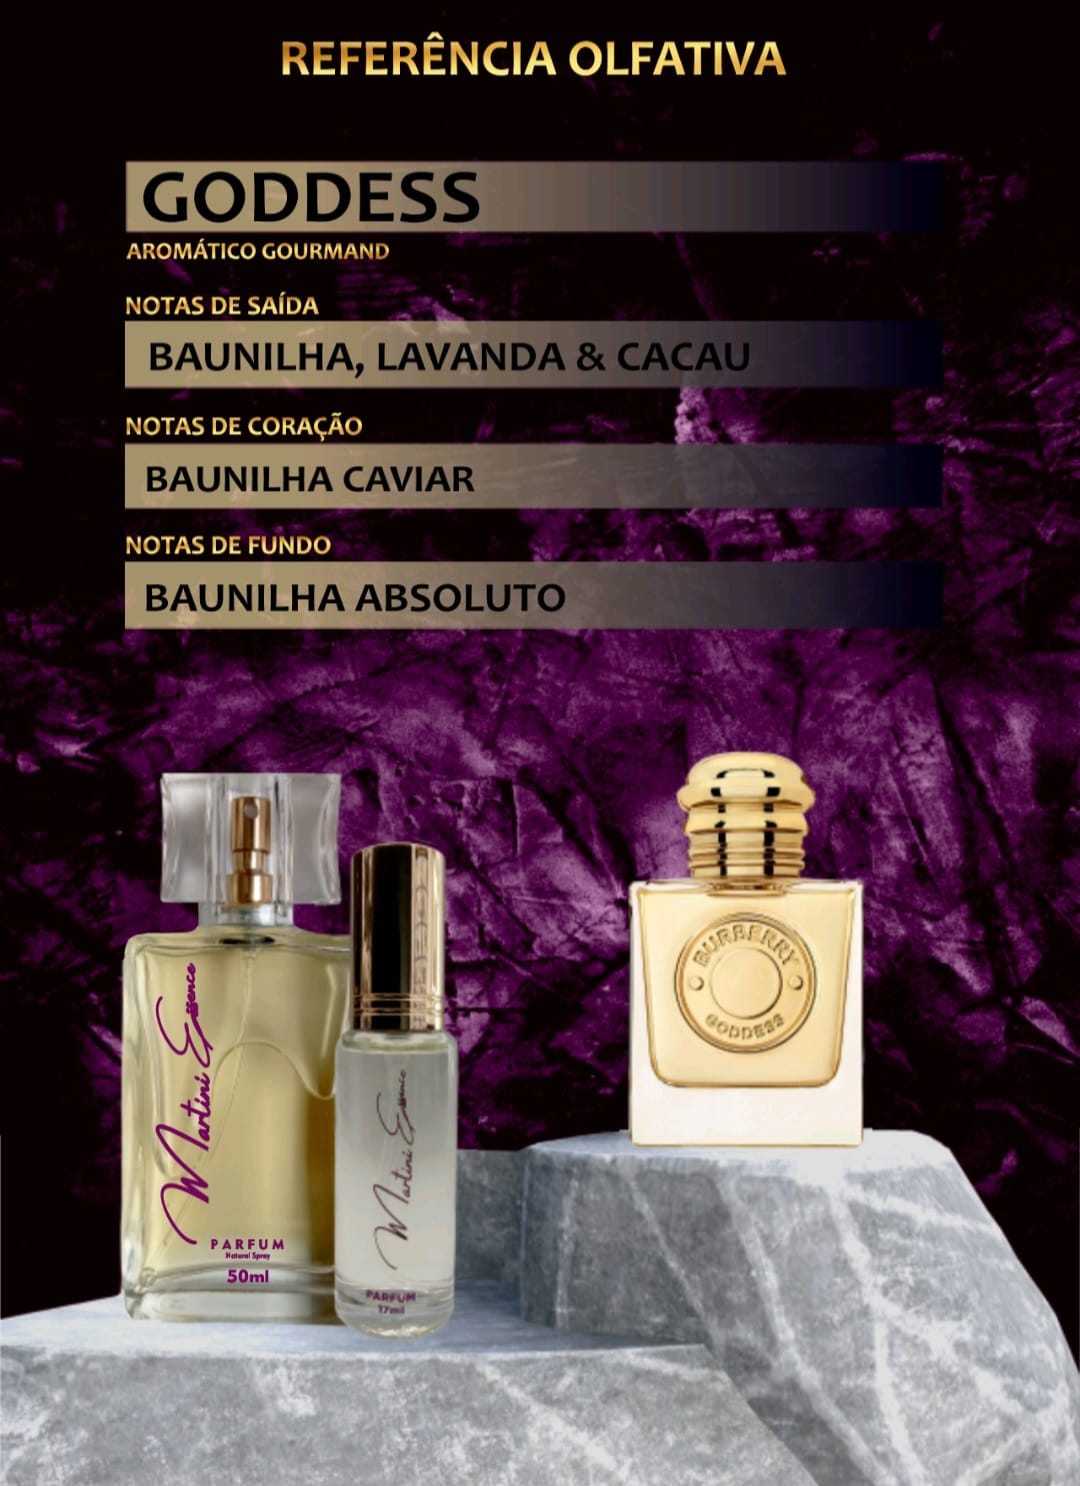 REFERÊNCIA OLFATIVA
GODDESS
AROMÁTICO GOURMAND
NOTAS DE SAÍDA
BAUNILHA, LAVANDA & CACAU
NOTAS DE CORAÇÃO
BAUNILHA CAVIAR
NOTAS DE FUNDO
BAUNILHA ABSOLUTO
Martini Essence
PARFUM
Natural Spray
50ml
Martini Essence
PARFUM
17ml
BURBERRY
GODDESS